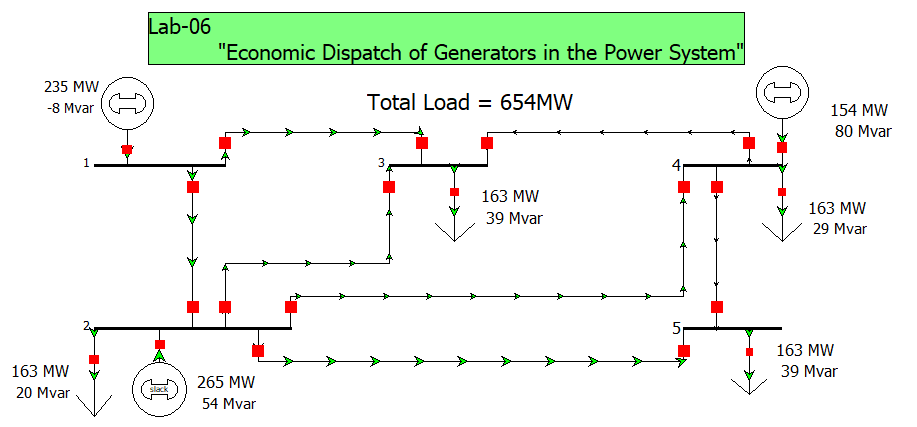 Lab-06
"Economic Dispatch of Generators in the Power System"
235 MW
-8 Mvar
Total Load = 654MW
154 MW
80 Mvar
1
3
4
163 MW
39 Mvar
163 MW
29 Mvar
2
5
163 MW
20 Mvar
slack
265 MW
54 Mvar
163 MW
39 Mvar